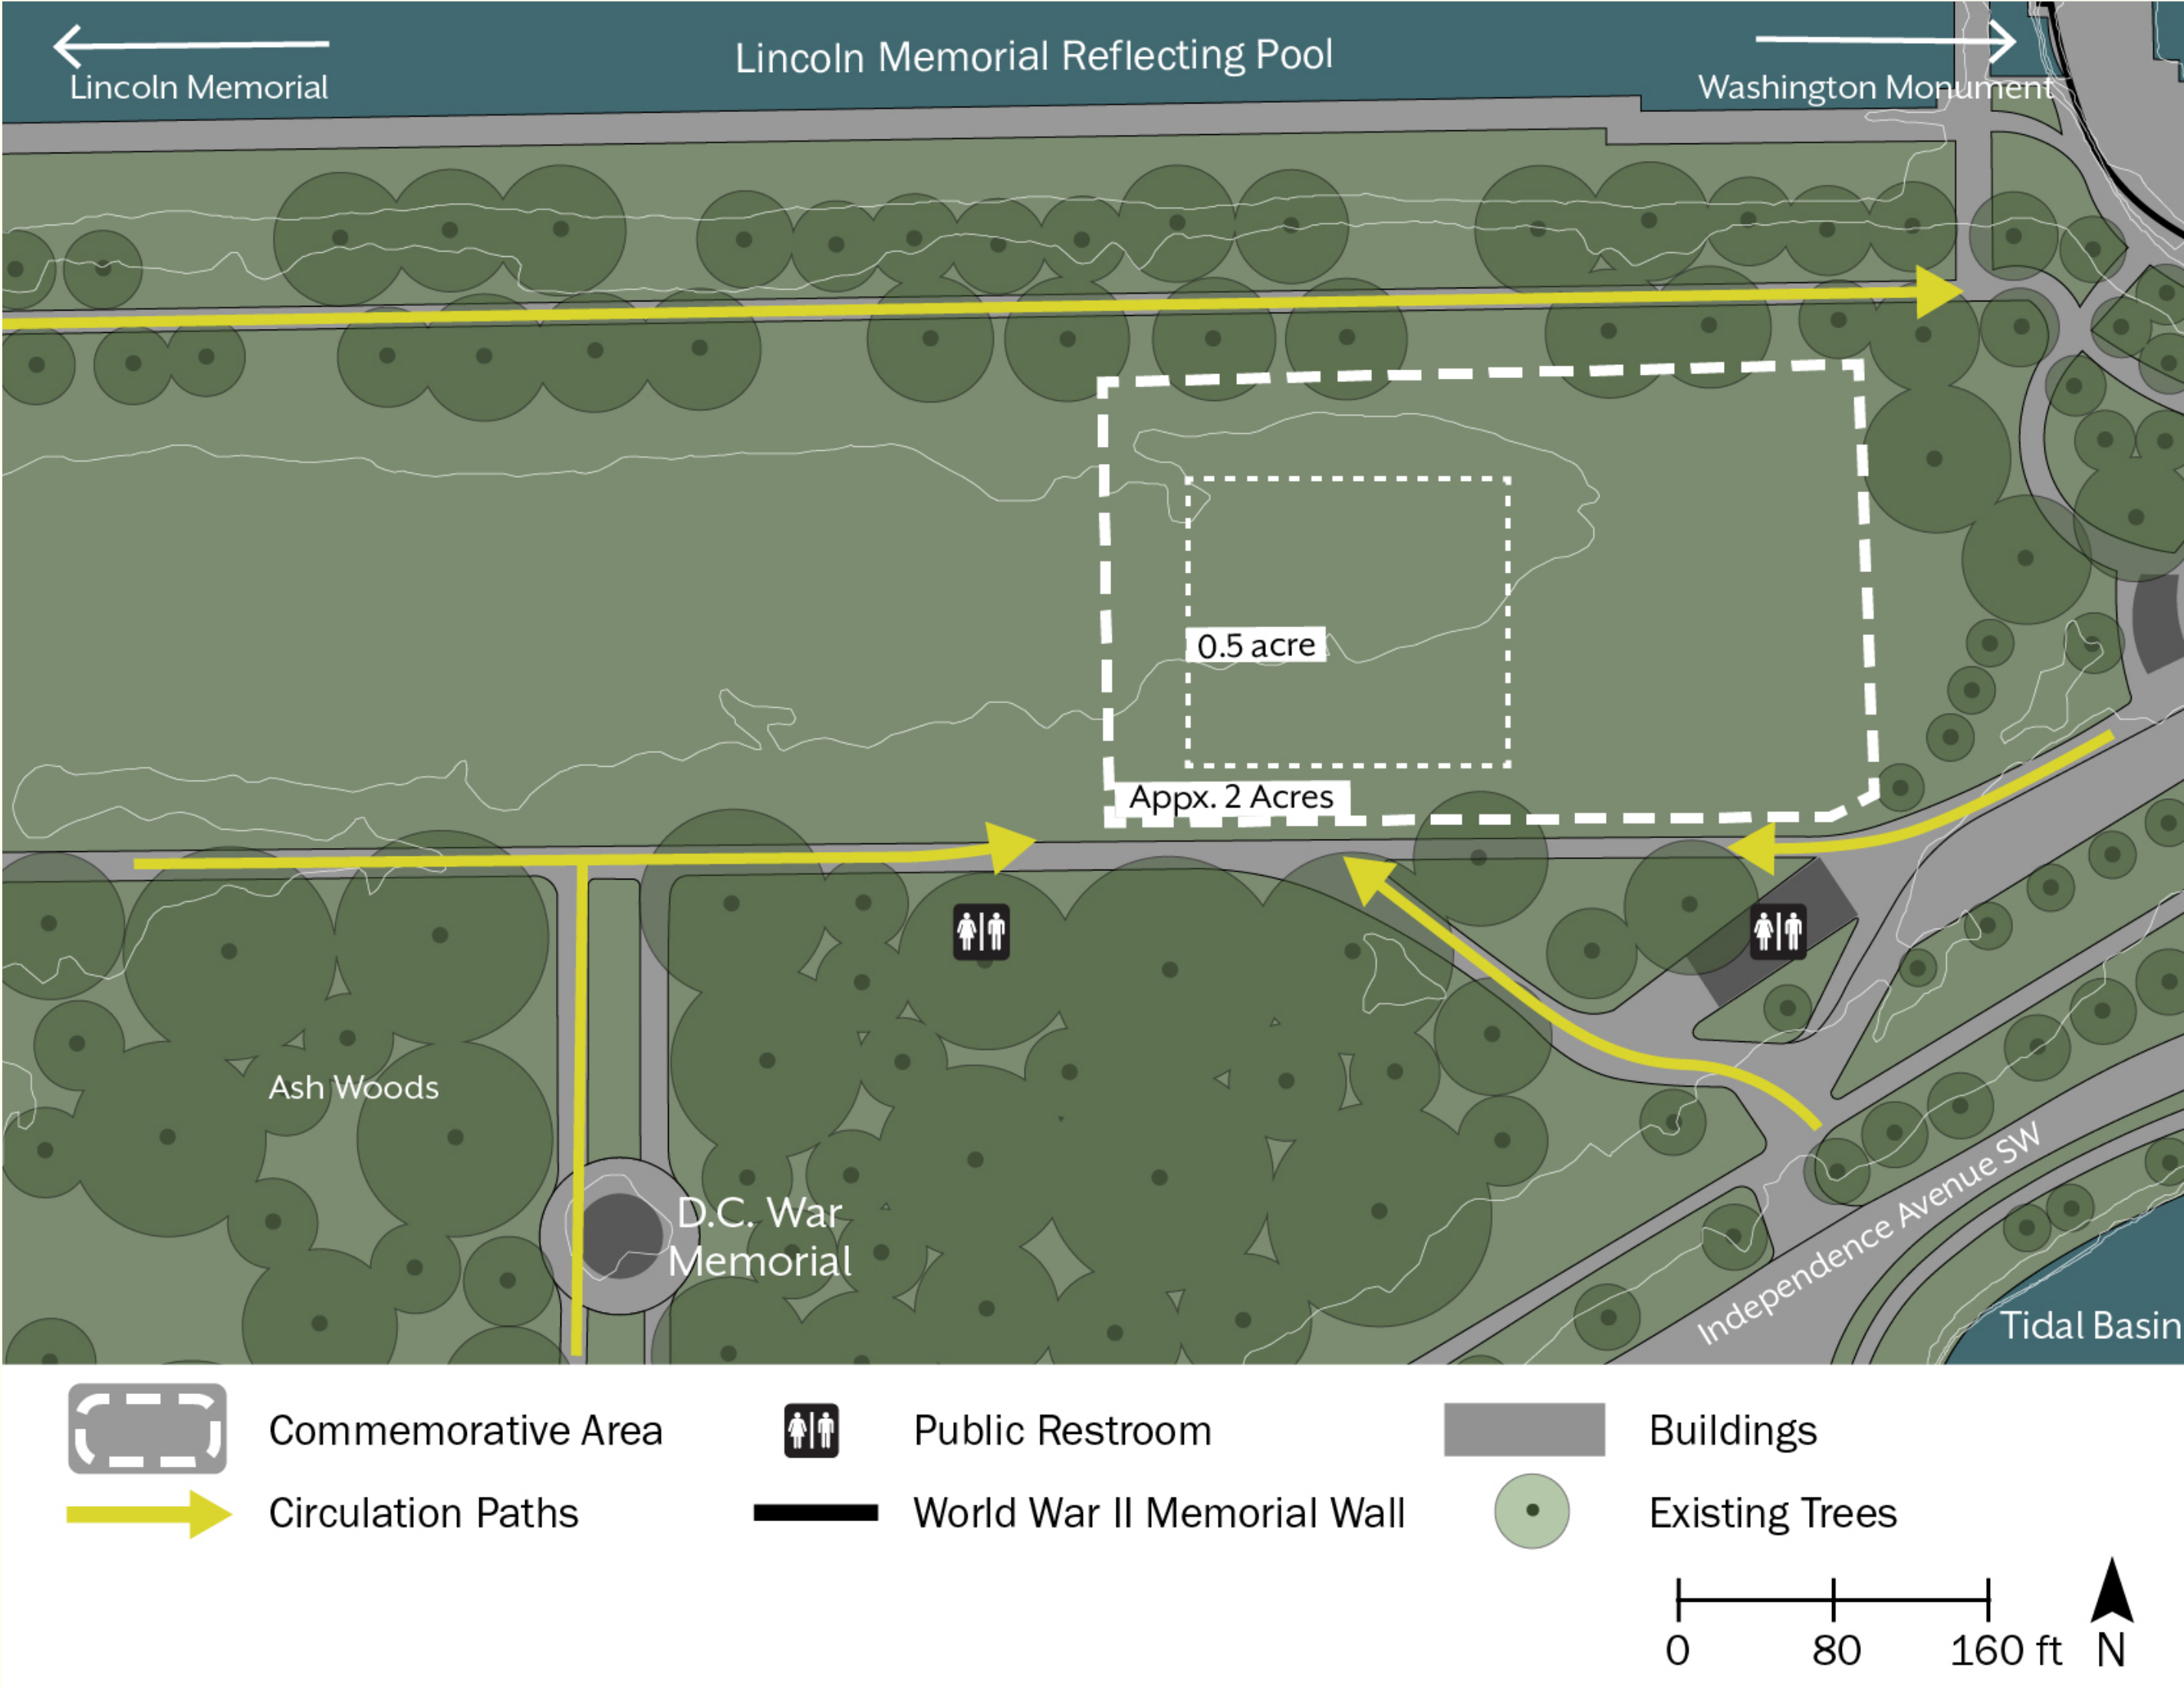 Lincoln Memorial Reflecting Pool
Lincoln Memorial
Washington Monument
0.5 acre
Appx. 2 Acres
Ash Woods
D.C. War
Memorial
Independence Avenue SW
Tidal Basin
Commemorative Area
Public Restroom
Buildings
Circulation Paths
World War II Memorial Wall
Existing Trees
0 80 160 ft N